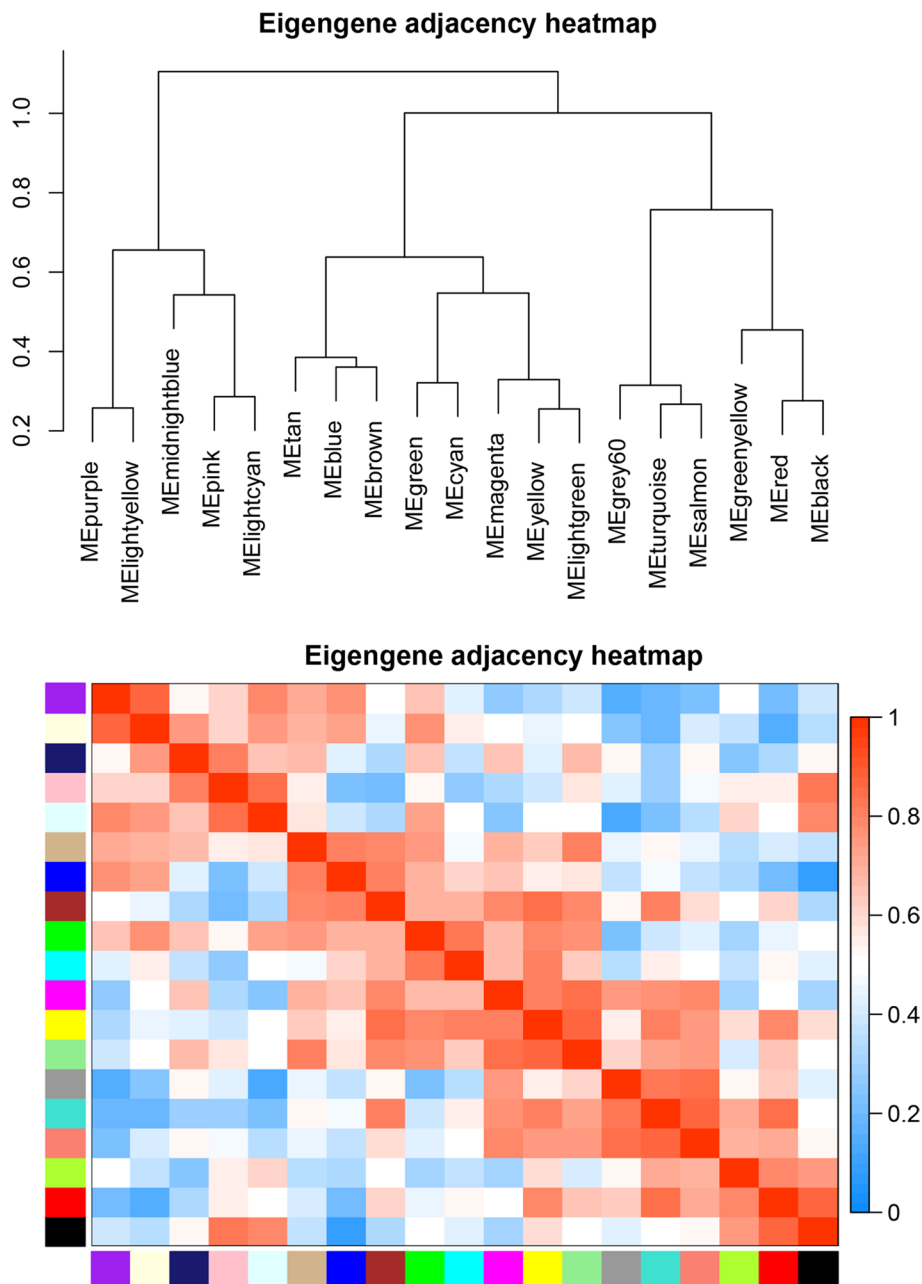 Eigengene adjacency heatmap
1.0
0.8
0.6
0.4
0.2
MEpurple
MElightyellow
MEmidnightblue
MEpink
MElightcyan
MEtan
MEblue
MEbrown
MEgreen
MEcyan
MEmagenta
MEyellow
MElightgreen
MEgrey60
MEturquoise
MEsalmon
MEgreenyellow
MEred
MEblack
Eigengene adjacency heatmap
1
0.8
0.6
0.4
0.2
0